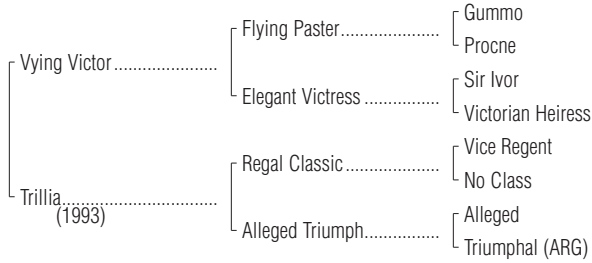 Gummo
Flying Paster.................
Procne
Vying Victor.....................
Sir Ivor
Elegant Victress .............
Victorian Heiress
Vice Regent
Regal Classic.................
No Class
Trillia................................
(1993)
Alleged
Alleged Triumph..............
Triumphal (ARG)